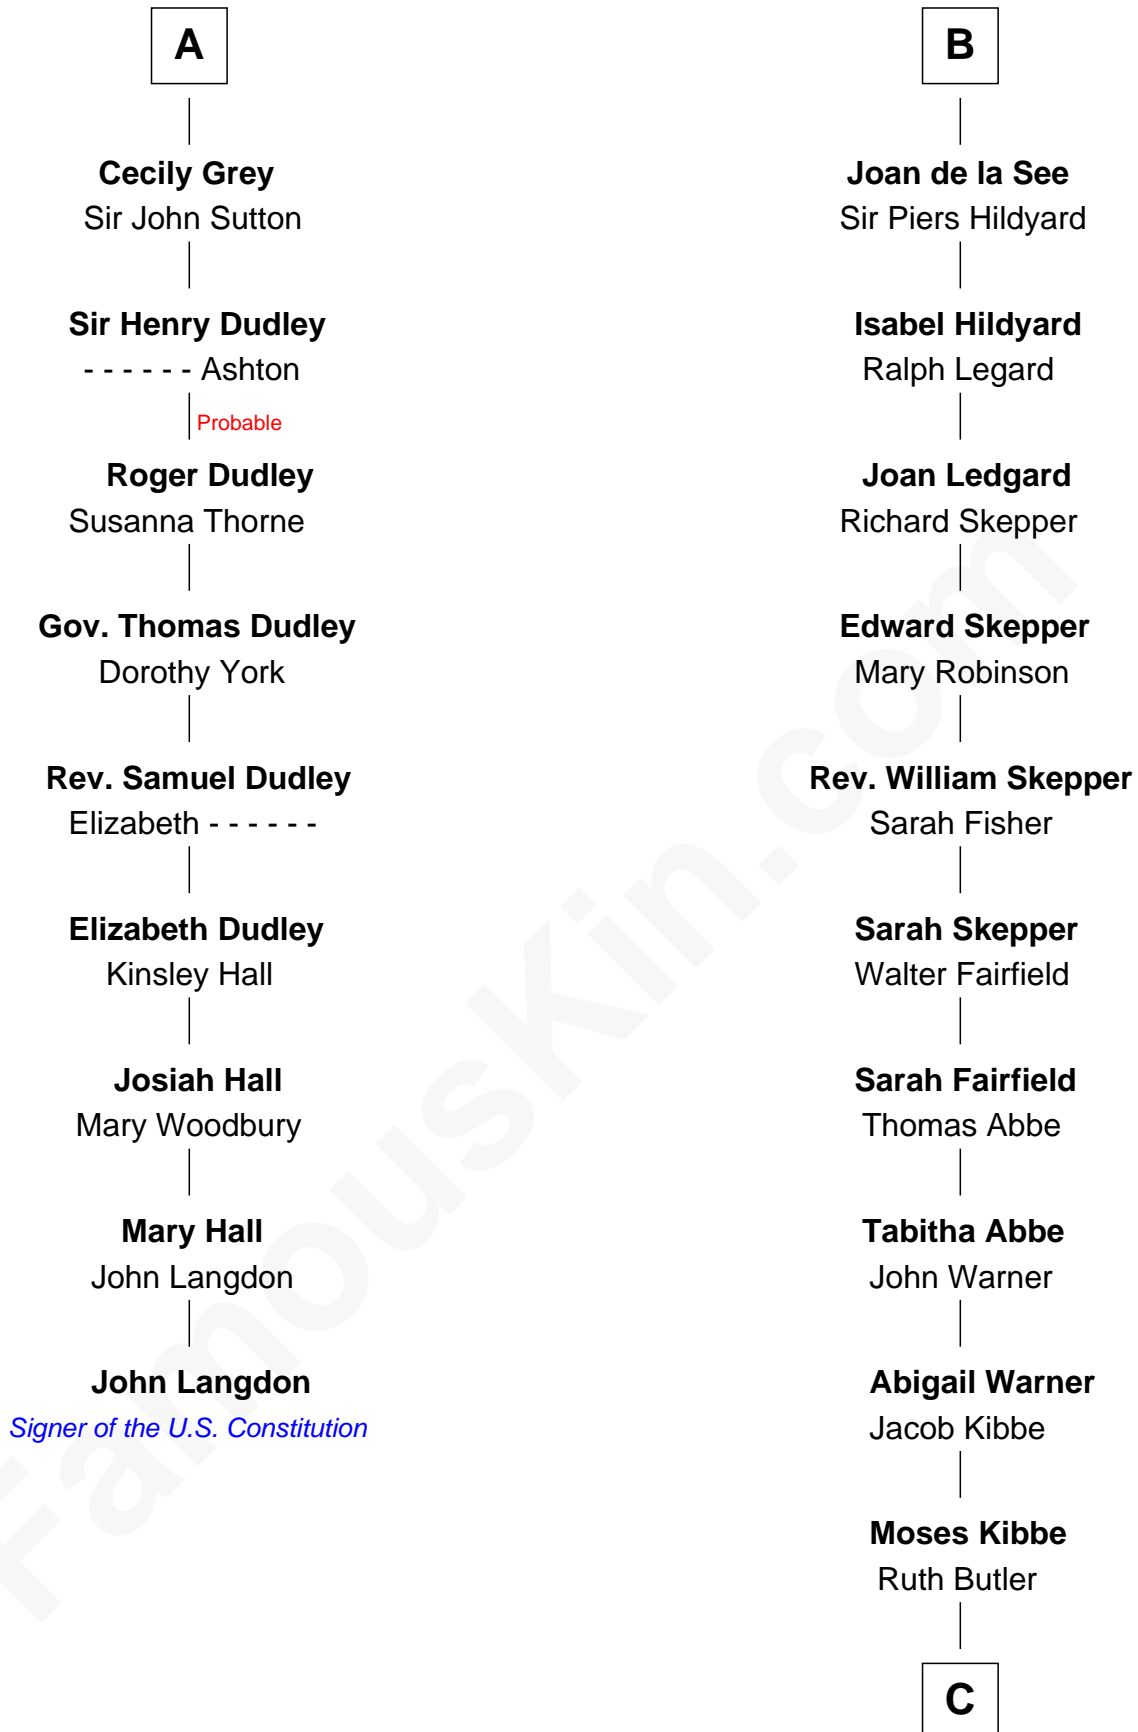 A
Cecily Grey
Sir John Sutton
Sir Henry Dudley
- - - - - - Ashton
Probable
Roger Dudley
Susanna Thorne
Gov. Thomas Dudley
Dorothy York
Rev. Samuel Dudley
Elizabeth - - - - - -
Elizabeth Dudley
Kinsley Hall
Josiah Hall
Mary Woodbury
Mary Hall
John Langdon
John Langdon
Signer of the U.S. Constitution
B
Joan de la See
Sir Piers Hildyard
Isabel Hildyard
Ralph Legard
Joan Ledgard
Richard Skepper
Edward Skepper
Mary Robinson
Rev. William Skepper
Sarah Fisher
Sarah Skepper
Walter Fairfield
Sarah Fairfield
Thomas Abbe
Tabitha Abbe
John Warner
Abigail Warner
Jacob Kibbe
Moses Kibbe
Ruth Butler
C
FamousKin.com